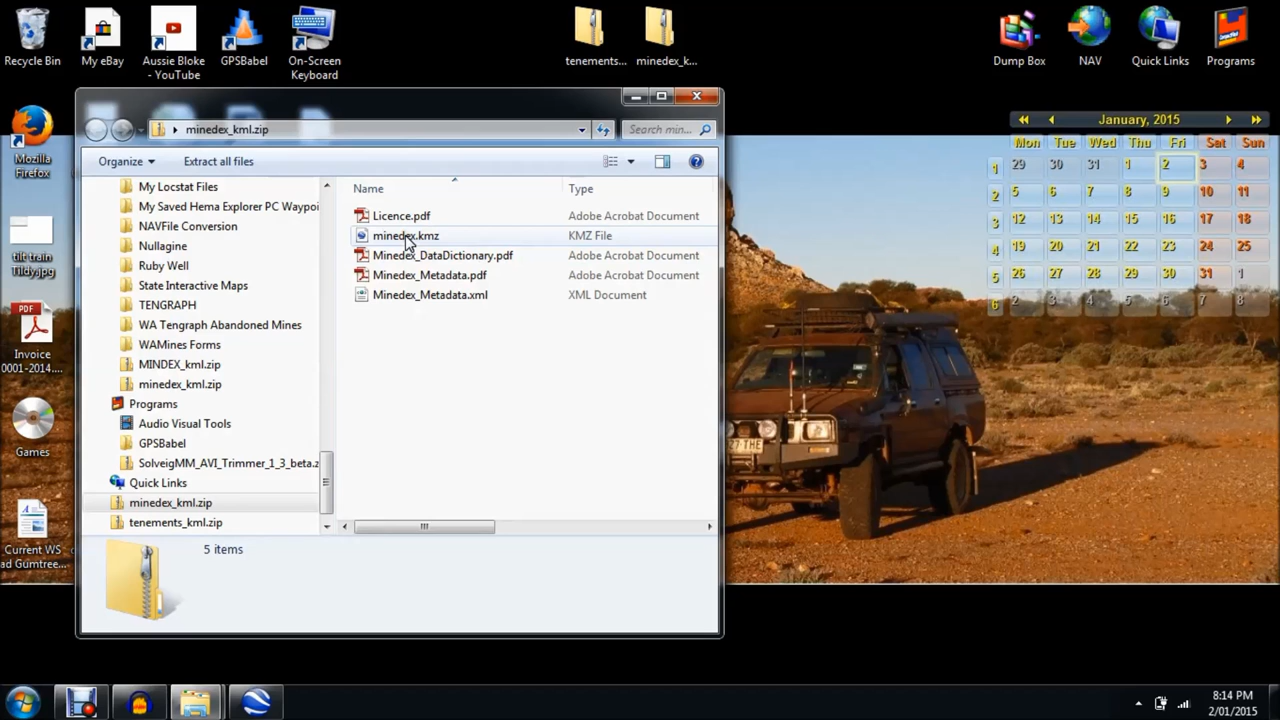 Recycle Bin
My eBay
Aussie Bloke - YouTube
GPSBabel
On-Screen Keyboard
tenements...
minedex_k...
Dump Box
NAV
Quick Links
Programs
Mozilla Firefox
tilt train Tildy.jpg
PDF
Invoice 0001-2014....
Games
Current WS
ad Gumtree...
minedex_kml.zip
Search min...
Organize
Extract all files
My Locstat Files
My Saved Hema Explorer PC Waypoi
NAVFile Conversion
Nullagine
Ruby Well
State Interactive Maps
TENGRAPH
WA Tengraph Abandoned Mines
WAMines Forms
MINDEX_kml.zip
minedex_kml.zip
Programs
Audio Visual Tools
GPSBabel
SolveigMM_AVI_Trimmer_1_3_beta.z
Quick Links
minedex_kml.zip
tenements_kml.zip
Name Type
Licence.pdf Adobe Acrobat Document
minedex.kmz KMZ File
Minedex_DataDictionary.pdf Adobe Acrobat Document
Minedex_Metadata.pdf Adobe Acrobat Document
Minedex_Metadata.xml XML Document
5 items
January, 2015
Mon Tue Wed Thu Fri Sat Sun
1 29 30 31 1 2 3 4
2 5 6 7 8 9 10 11
3 12 13 14 15 16 17 18
4 19 20 21 22 23 24 25
5 26 27 28 29 30 31 1
6 2 3 4 5 6 7 8
8:14 PM
2/01/2015